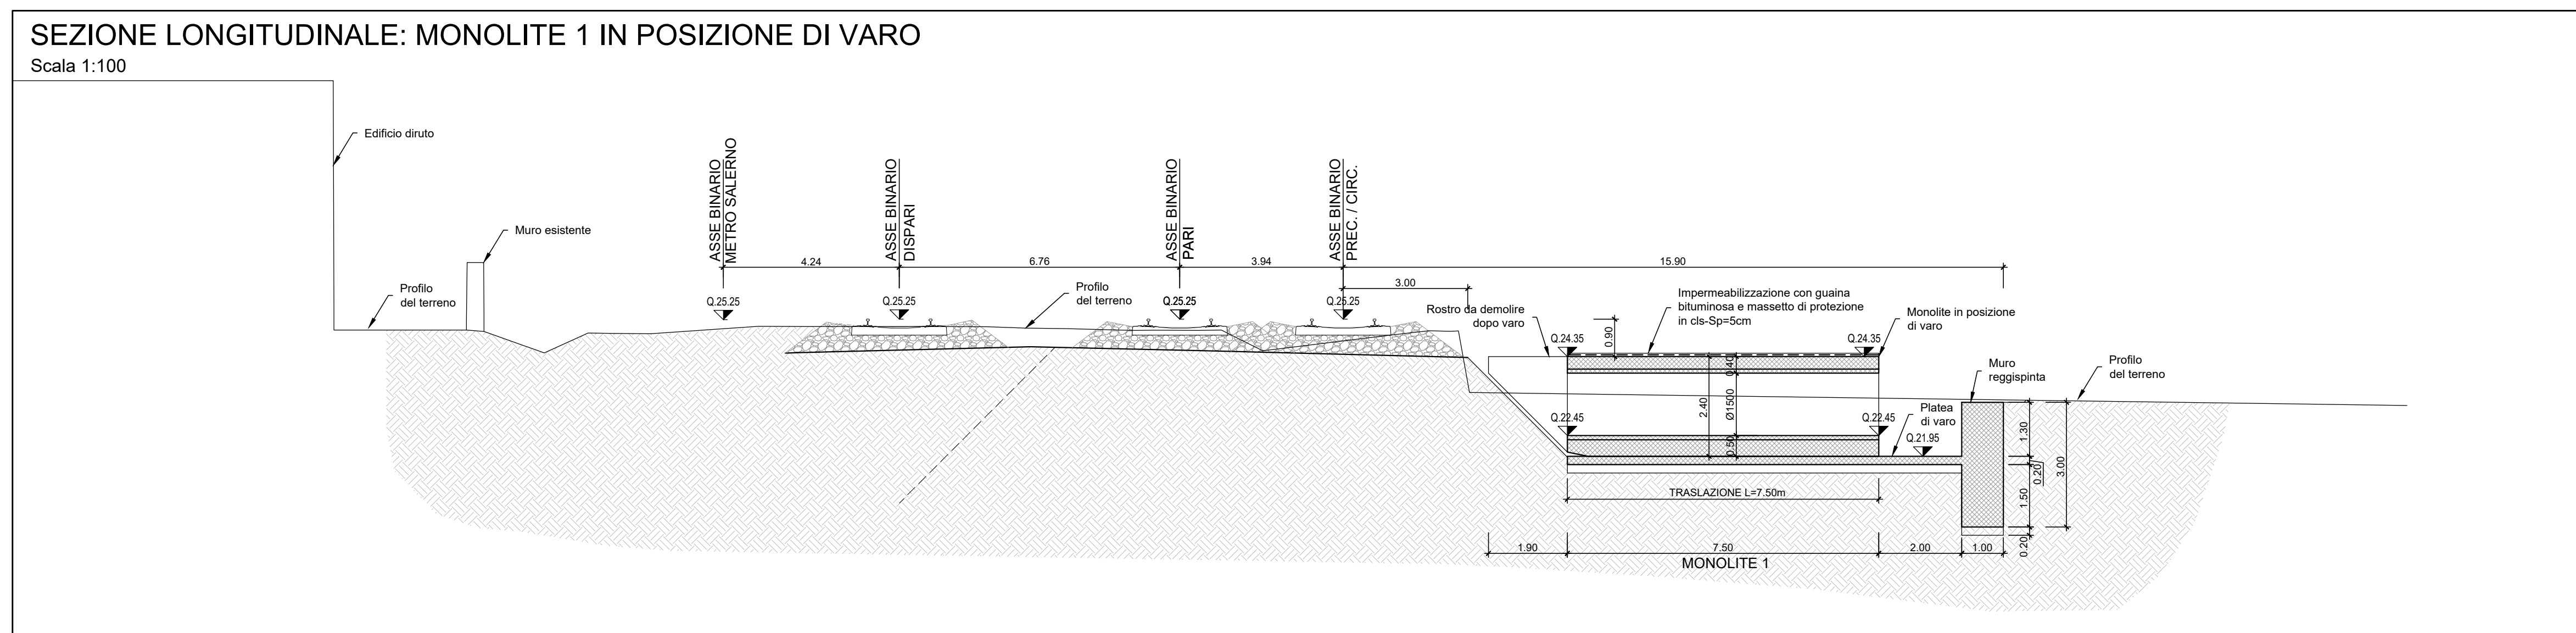 SEZIONE LONGITUDINALE: MONOLITE 1 IN POSIZIONE DI VARO
Scala 1:100
Edificio diruto
Muro esistente
Profilo
del terreno
ASSE BINARIO
METRO SALERNO
ASSE BINARIO
DISPARI
ASSE BINARIO
PARI
ASSE BINARIO
PREC. / CIRC.
4.24
6.76
3.94
15.90
3.00
Q.25.25
Q.25.25
Q.25.25
Q.25.25
Profilo
del terreno
Rostro da demolire
dopo varo
Impermeabilizzazione con guaina
bituminosa e massetto di protezione
in cls-Sp=5cm
Monolite in posizione
di varo
0.90
Q.24.35
Q.24.35
0.40
2.40
Ø1500
0.50
Q.22.45
Q.22.45
Platea
di varo
Q.21.95
Muro
reggispinta
Profilo
del terreno
1.30
0.20
3.00
1.50
0.20
TRASLAZIONE L=7.50m
1.90
7.50
2.00
1.00
MONOLITE 1